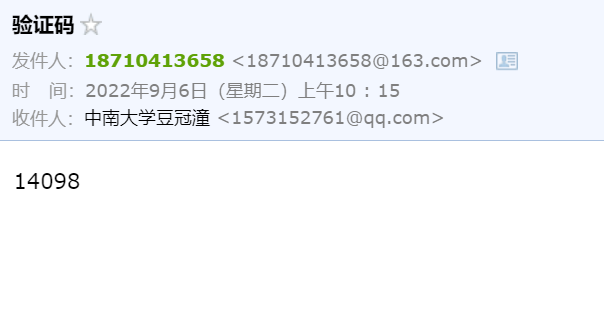 验证码
发件人：18710413658 <18710413658@163.com>
时 间：2022年9月6日（星期二）上午10：15
收件人：中南大学豆冠潼 <1573152761@qq.com>
14098